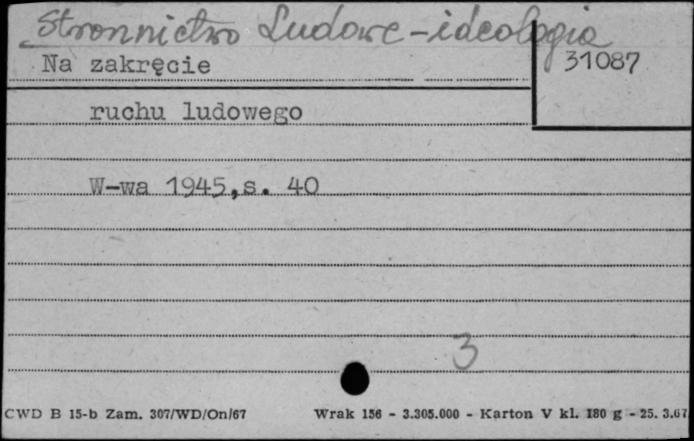 Stronnictwo Ludowe - ideologia
Na zakręcie
31087
ruchu ludowego
W-wa 1945,s. 40
3
CWD B 15-b Zam. 307/WD/On/67 Wrak 156 - 3.305.000 - Karton V kl. 180 g - 25. 3.67